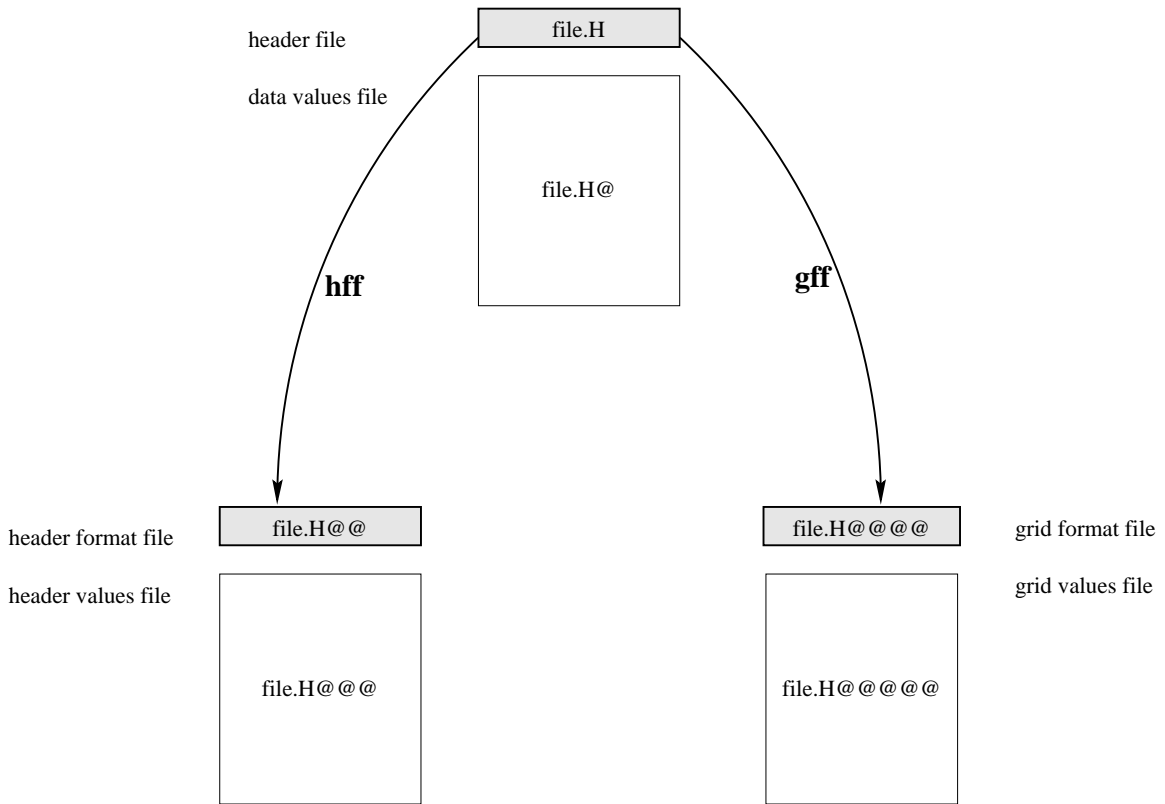 file.H
header file
data values file
file.H@
hff
gff
file.H@@
file.H@@@@
header format file
grid format file
header values file
grid values file
file.H@@@
file.H@@@@@